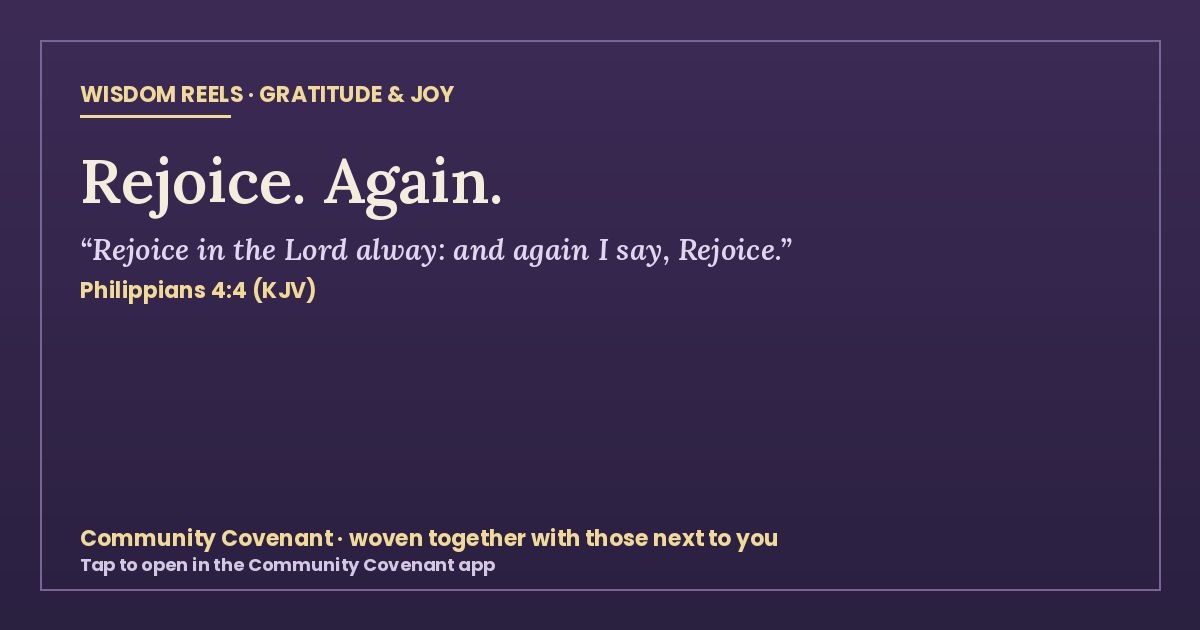 WISDOM REELS · GRATITUDE & JOY
Rejoice. Again.
“Rejoice in the Lord alway: and again I say, Rejoice.”
Philippians 4:4 (KJV)
Community Covenant · woven together with those next to you
Tap to open in the Community Covenant app